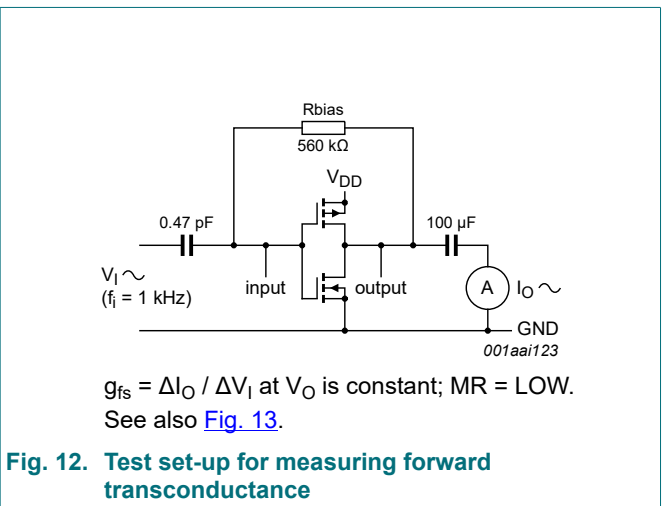 Rbias
560 kΩ
VDD
0.47 pF
100 µF
VI
(fi = 1 kHz)
input
output
A
IO
GND
001aai123
gfs = ΔIO / ΔVI at VO is constant; MR = LOW.
See also Fig. 13.
Fig. 12. Test set-up for measuring forward
transconductance